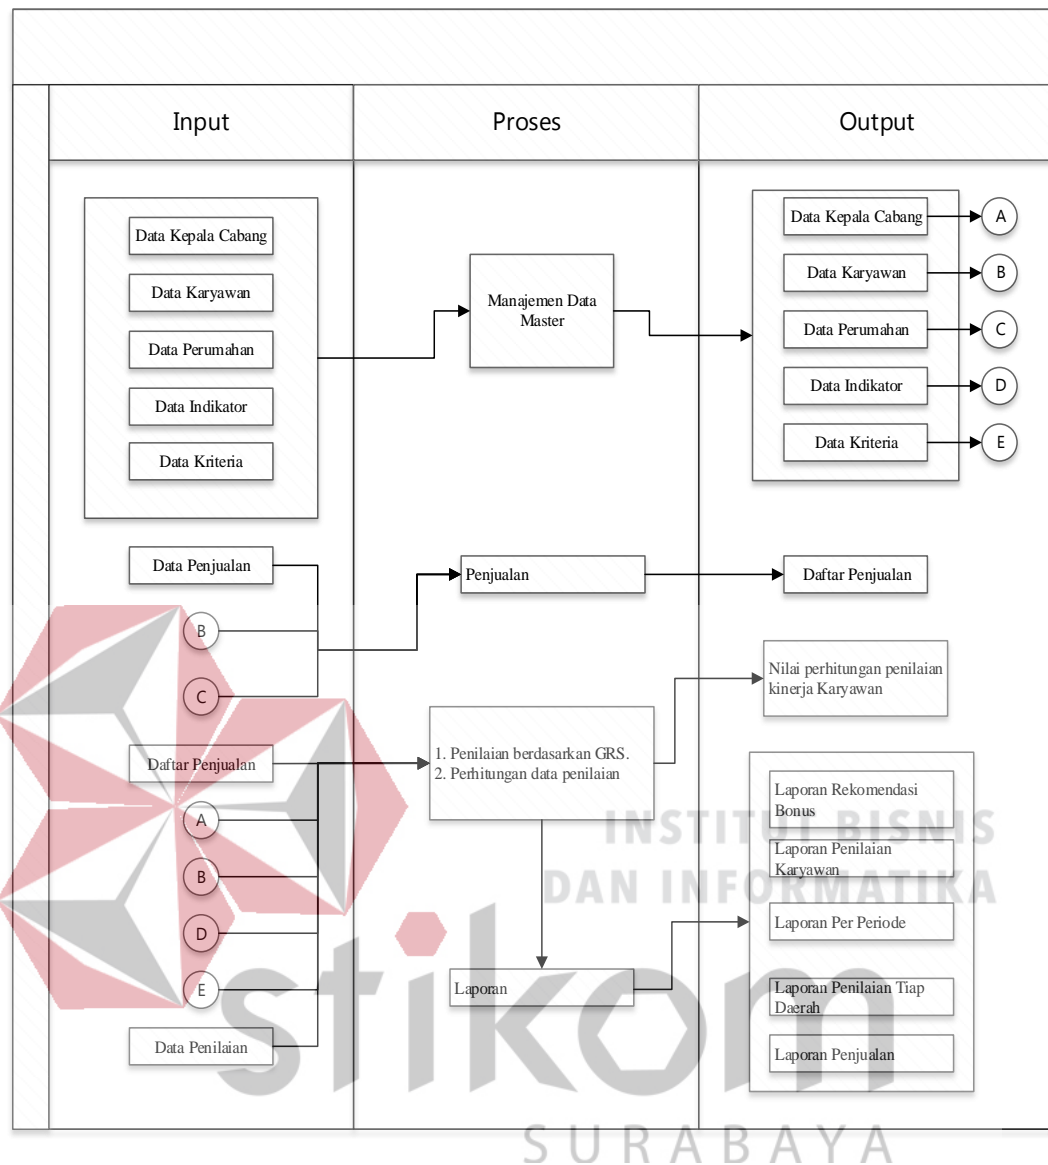 Input
Proses
Output
Data Kepala Cabang
Data Karyawan
Data Perumahan
Data Indikator
Data Kriteria
Manajemen Data
Master
Data Kepala Cabang
A
Data Karyawan
B
Data Perumahan
C
Data Indikator
D
Data Kriteria
E
Data Penjualan
B
C
Penjualan
Daftar Penjualan
Daftar Penjualan
A
B
D
E
Data Penilaian
1. Penilaian berdasarkan GRS.
2. Perhitungan data penilaian
Nilai perhitungan penilaian
kinerja Karyawan
Laporan
Laporan Rekomendasi
Bonus
Laporan Penilaian
Karyawan
Laporan Per Periode
Laporan Penilaian Tiap
Daerah
Laporan Penjualan
INSTITUT BISNIS
DAN INFORMATIKA
stikom
SURABAYA